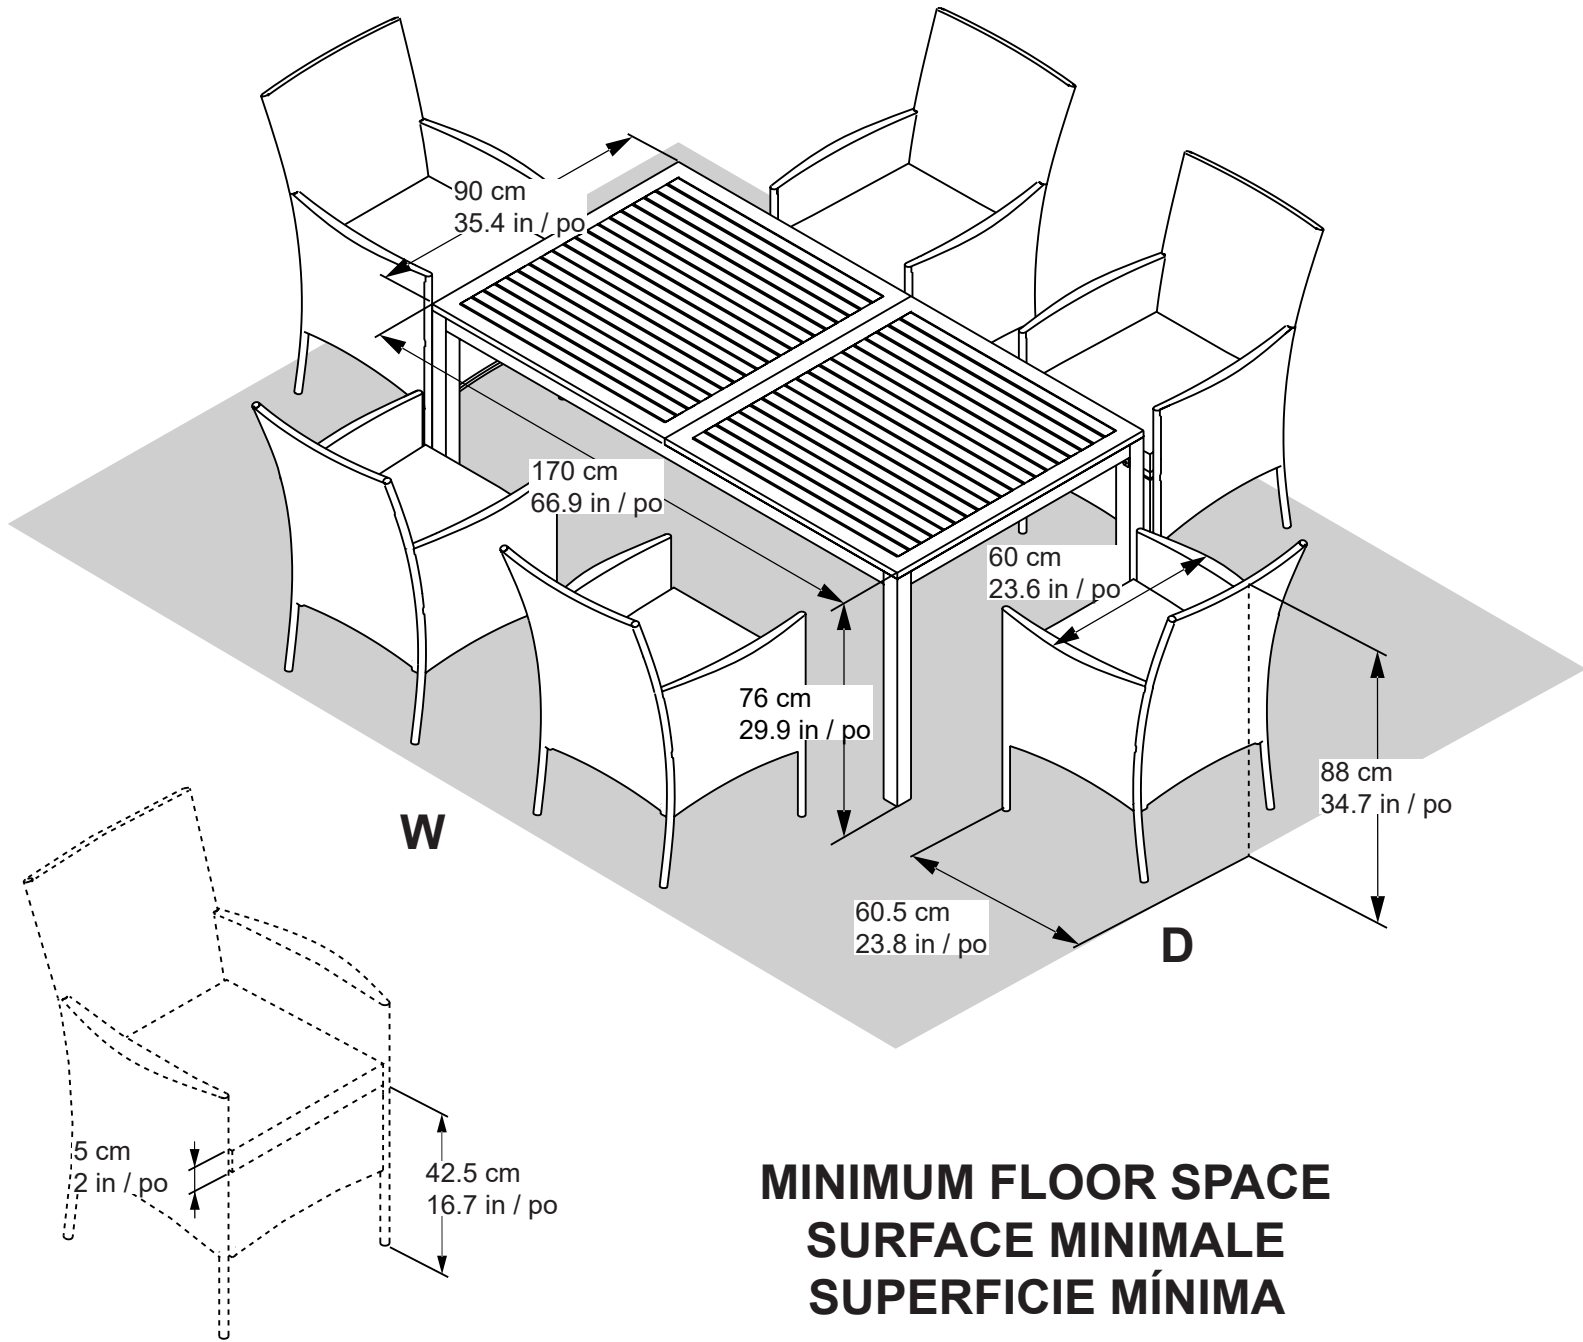 90 cm
35.4 in / po
170 cm
66.9 in / po
60 cm
23.6 in / po
76 cm
29.9 in / po
88 cm
34.7 in / po
W
60.5 cm
23.8 in / po
D
5 cm
2 in / po
42.5 cm
16.7 in / po
MINIMUM FLOOR SPACE
SURFACE MINIMALE
SUPERFICIE MÍNIMA